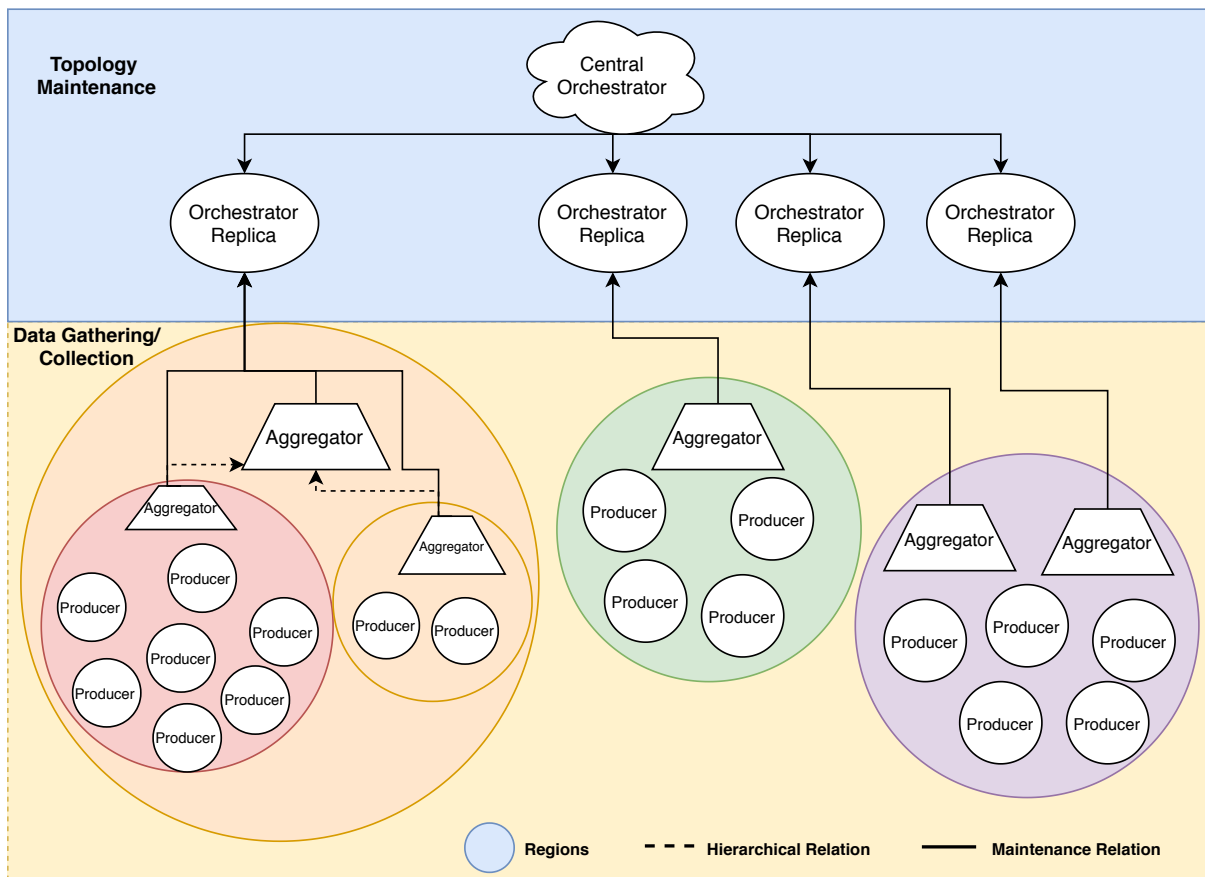 Topology
Maintenance
Central
Orchestrator
Orchestrator
Replica
Orchestrator
Replica
Orchestrator
Replica
Orchestrator
Replica
Data Gathering/
Collection
Aggregator
Aggregator
Aggregator
Producer
Producer
Producer
Producer
Producer
Producer
Producer
Producer
Producer
Aggregator
Producer
Producer
Producer
Producer
Aggregator
Aggregator
Producer
Producer
Producer
Producer
Producer
Regions
Hierarchical Relation
Maintenance Relation